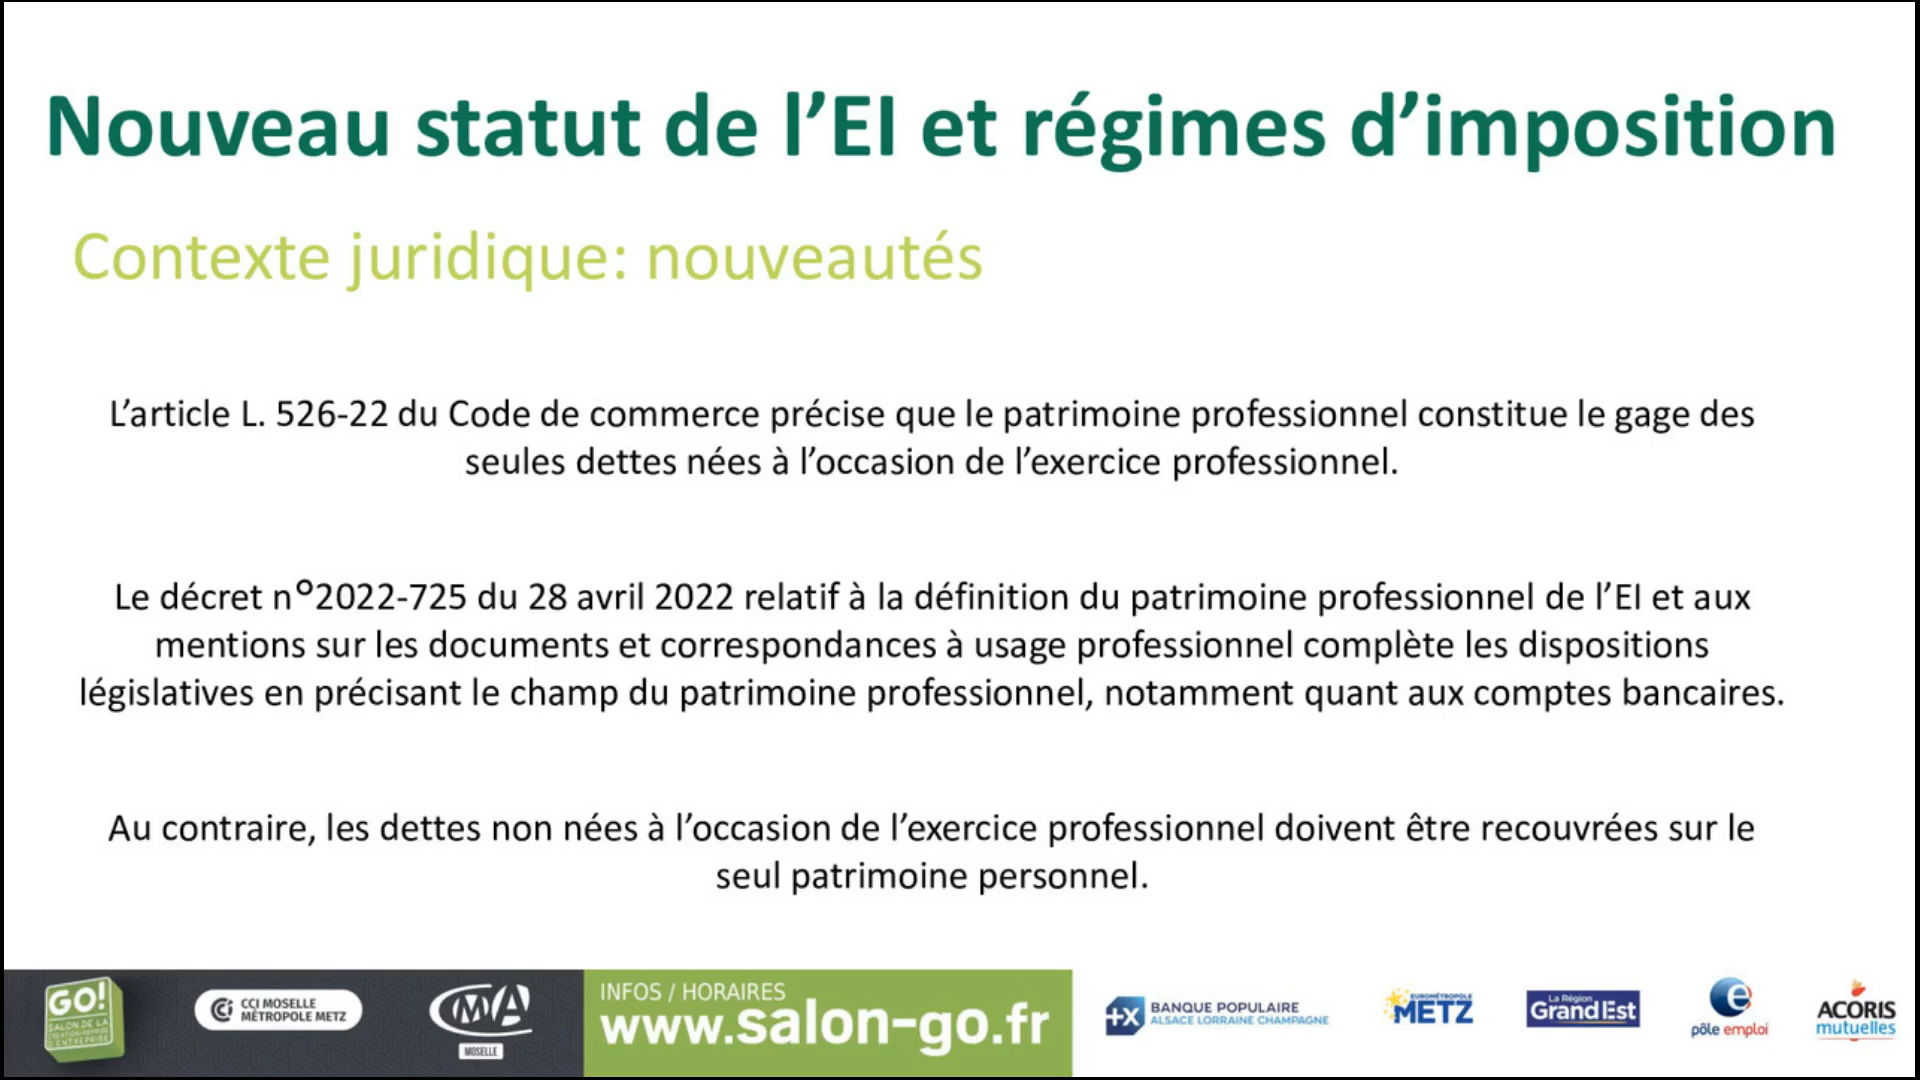 Nouveau statut de l’EI et régimes d’imposition
Contexte juridique: nouveautés
L’article L. 526-22 du Code de commerce précise que le patrimoine professionnel constitue le gage des
seules dettes nées à l’occasion de l’exercice professionnel.
Le décret n°2022-725 du 28 avril 2022 relatif à la définition du patrimoine professionnel de l’EI et aux
mentions sur les documents et correspondances à usage professionnel complète les dispositions
législatives en précisant le champ du patrimoine professionnel, notamment quant aux comptes bancaires.
Au contraire, les dettes non nées à l’occasion de l’exercice professionnel doivent être recouvrées sur le
seul patrimoine personnel.
GO!
SALON DE LA
D'ENTREPRISE
CCI MOSELLE
MÉTROPOLE METZ
CMA
MOSELLE
INFOS / HORAIRES
www.salon-go.fr
BANQUE POPULAIRE
ALSACE LORRAINE CHAMPAGNE
EUROMÉTROPOLE
METZ
La Région
Grand Est
pôle emploi
ACORIS
mutuelles